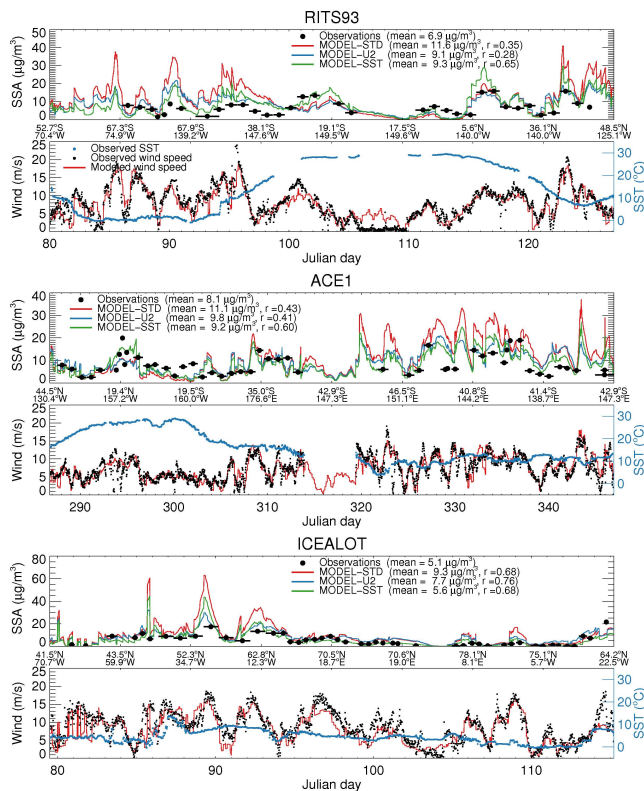 RITS93
SSA (μg/m³)
50
40
30
20
10
0
Observations (mean = 6.9 μg/m³)
MODEL-STD (mean = 11.6 μg/m³, r=0.35)
MODEL-U2 (mean = 9.1 μg/m³, r=0.28)
MODEL-SST (mean = 9.3 μg/m³, r=0.65)
52.7°S 67.3°S 67.9°S 38.1°S 19.1°S 17.5°S 5.6°S 36.1°S 48.5°S
70.4°W 74.9°W 139.2°W 147.6°W 149.5°W 149.6°W 140.0°W 140.0°W 125.1°W
Wind (m/s)
25
20
15
10
5
0
Observed SST
Observed wind speed
Modeled wind speed
30
20
10
0
SST (°C)
80 90 100 110 120
Julian day
ACE1
SSA (μg/m³)
40
30
20
10
0
Observations (mean = 8.1 μg/m³)
MODEL-STD (mean = 11.1 μg/m³, r=0.43)
MODEL-U2 (mean = 9.8 μg/m³, r=0.41)
MODEL-SST (mean = 9.2 μg/m³, r=0.60)
44.5°S 19.4°S 19.5°S 35.0°S 42.9°S 46.5°S 40.8°S 41.4°S 42.9°S
130.4°W 157.2°W 160.0°W 176.6°E 147.3°E 151.1°E 144.2°E 138.7°E 147.3°E
Wind (m/s)
25
20
15
10
5
0
30
20
10
0
SST (°C)
290 300 310 320 330 340
Julian day
ICEALOT
SSA (μg/m³)
80
60
40
20
0
Observations (mean = 5.1 μg/m³)
MODEL-STD (mean = 9.3 μg/m³, r=0.68)
MODEL-U2 (mean = 7.7 μg/m³, r=0.76)
MODEL-SST (mean = 5.6 μg/m³, r=0.68)
41.5°N 43.5°N 52.3°N 62.8°N 70.5°N 70.6°N 78.1°N 75.1°N 64.2°N
70.7°W 59.9°W 34.7°W 12.3°W 18.7°E 19.0°E 8.1°E 5.7°W 22.5°W
Wind (m/s)
25
20
15
10
5
0
30
20
10
0
SST (°C)
80 90 100 110
Julian day